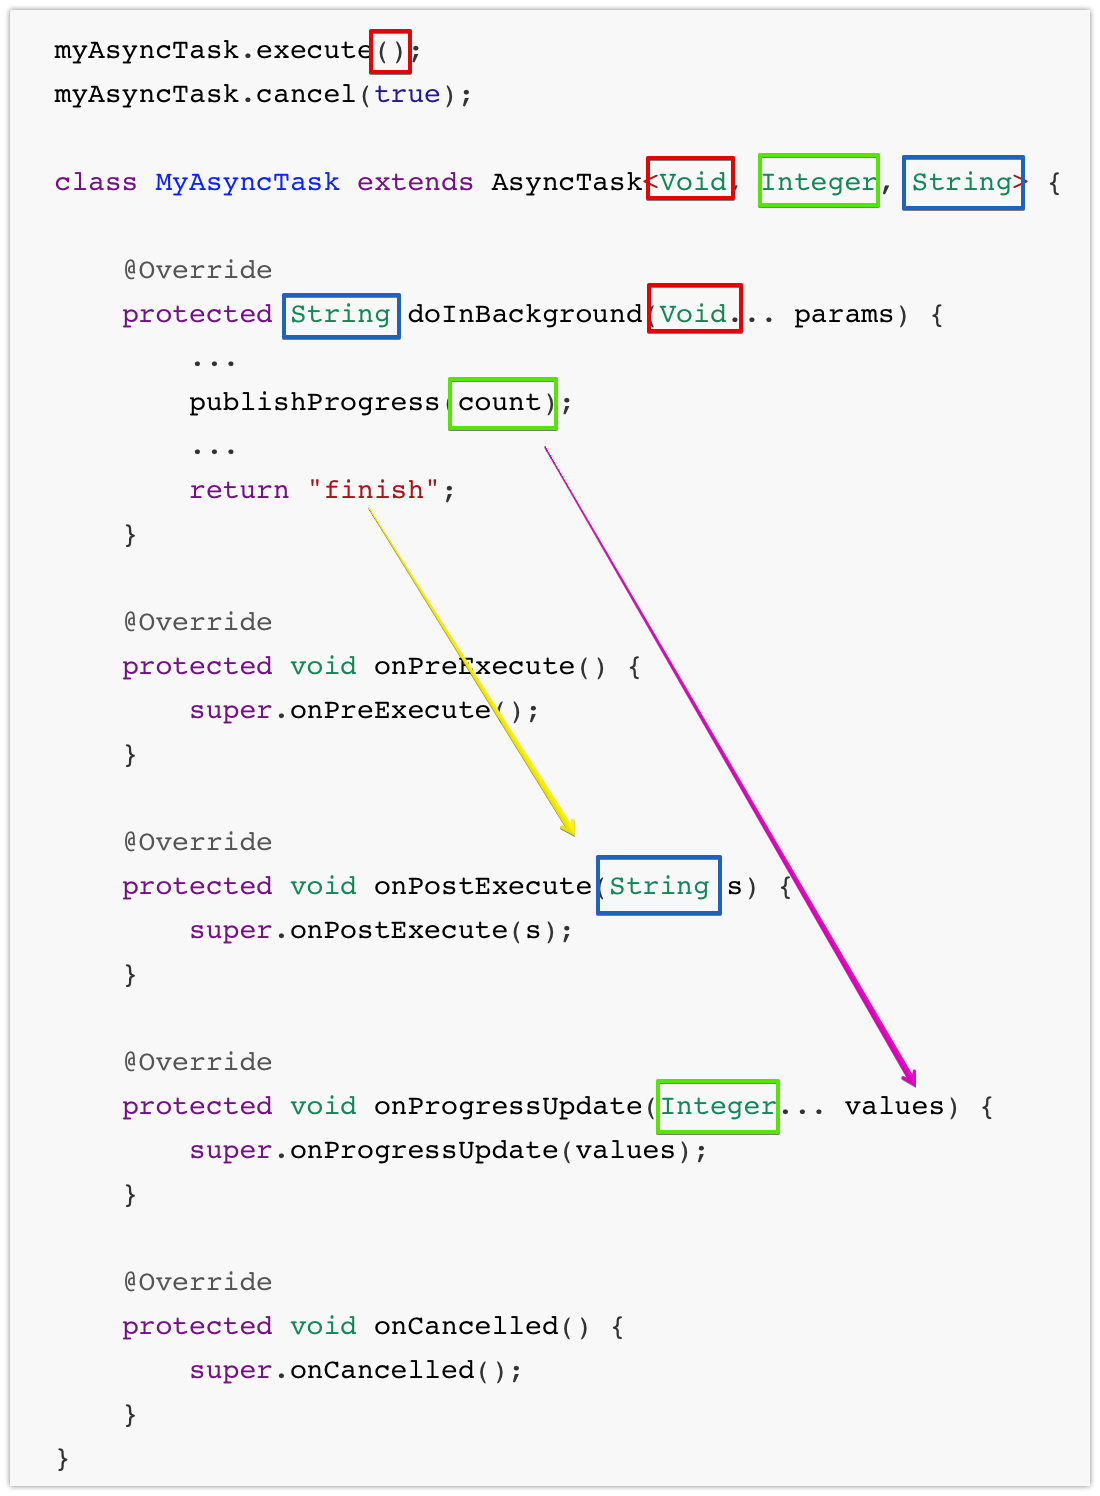 myAsyncTask.execute();
myAsyncTask.cancel(true);
class MyAsyncTask extends AsyncTask<Void, Integer, String> {
@Override
protected String doInBackground(Void... params) {
...
publishProgress(count);
...
return "finish";
}
@Override
protected void onPreExecute() {
super.onPreExecute();
}
@Override
protected void onPostExecute(String s) {
super.onPostExecute(s);
}
@Override
protected void onProgressUpdate(Integer... values) {
super.onProgressUpdate(values);
}
@Override
protected void onCancelled() {
super.onCancelled();
}
}